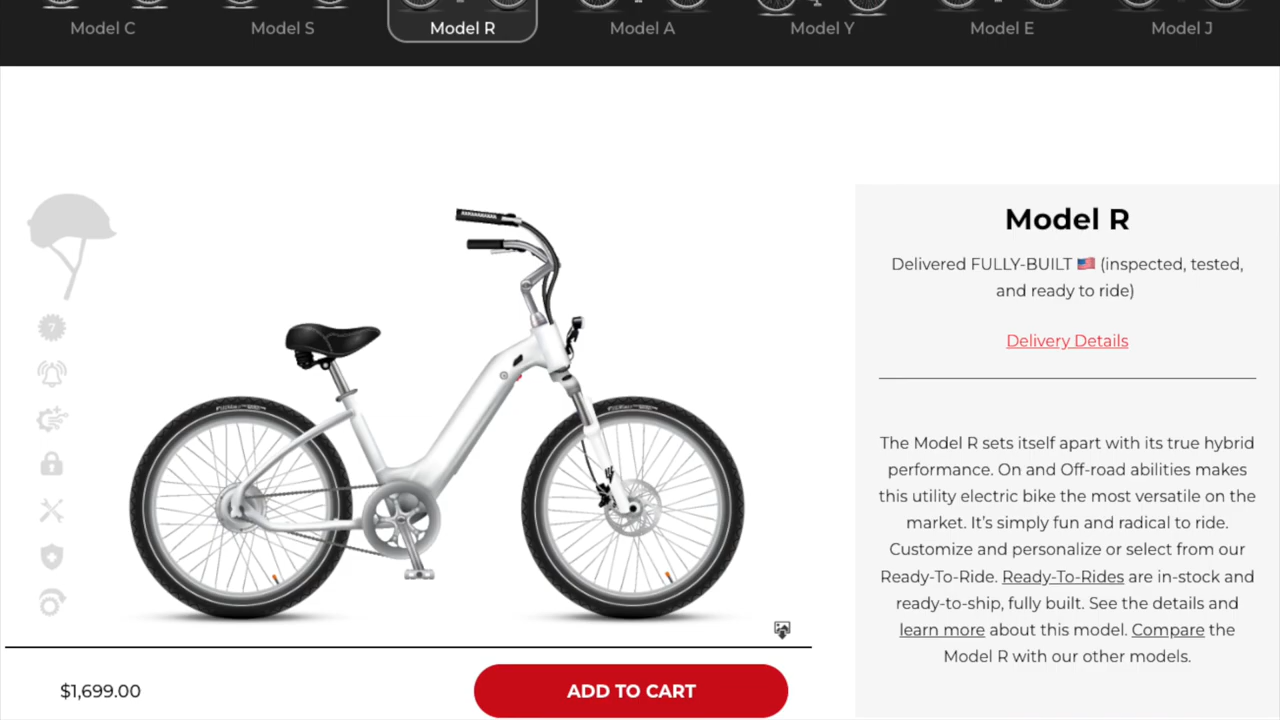 Model C
Model S
Model R
Model A
Model Y
Model E
Model J
Model R
Delivered FULLY-BUILT 🇺🇸 (inspected, tested,
and ready to ride)
Delivery Details
7
The Model R sets itself apart with its true hybrid
performance. On and Off-road abilities makes
this utility electric bike the most versatile on the
market. It’s simply fun and radical to ride.
Customize and personalize or select from our
Ready-To-Ride. Ready-To-Rides are in-stock and
ready-to-ship, fully built. See the details and
learn more about this model. Compare the
Model R with our other models.
$1,699.00
ADD TO CART